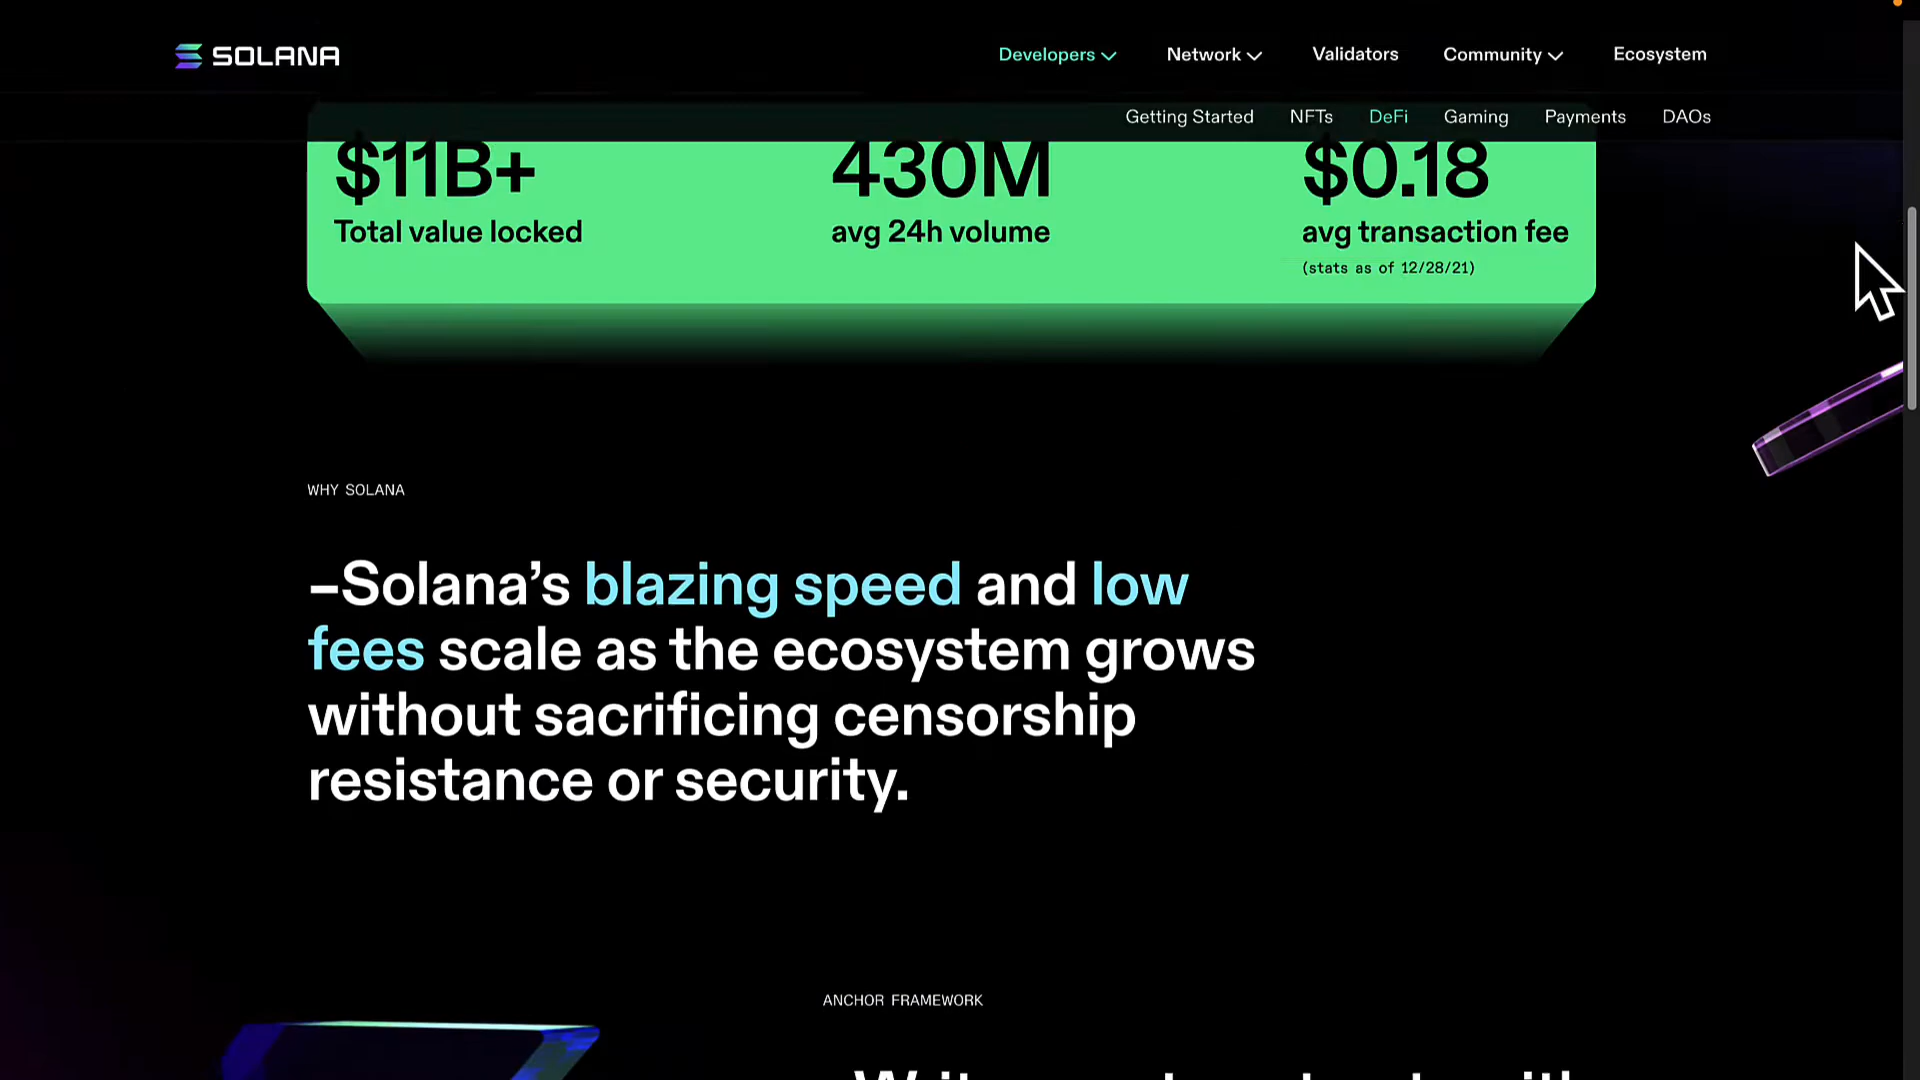 SOLANA
Developers Network Validators Community Ecosystem
Getting Started NFTs DeFi Gaming Payments DAOs
$11B+ 430M $0.18
Total value locked avg 24h volume avg transaction fee
(stats as of 12/28/21)
WHY SOLANA
–Solana’s blazing speed and low
fees scale as the ecosystem grows
without sacrificing censorship
resistance or security.
ANCHOR FRAMEWORK